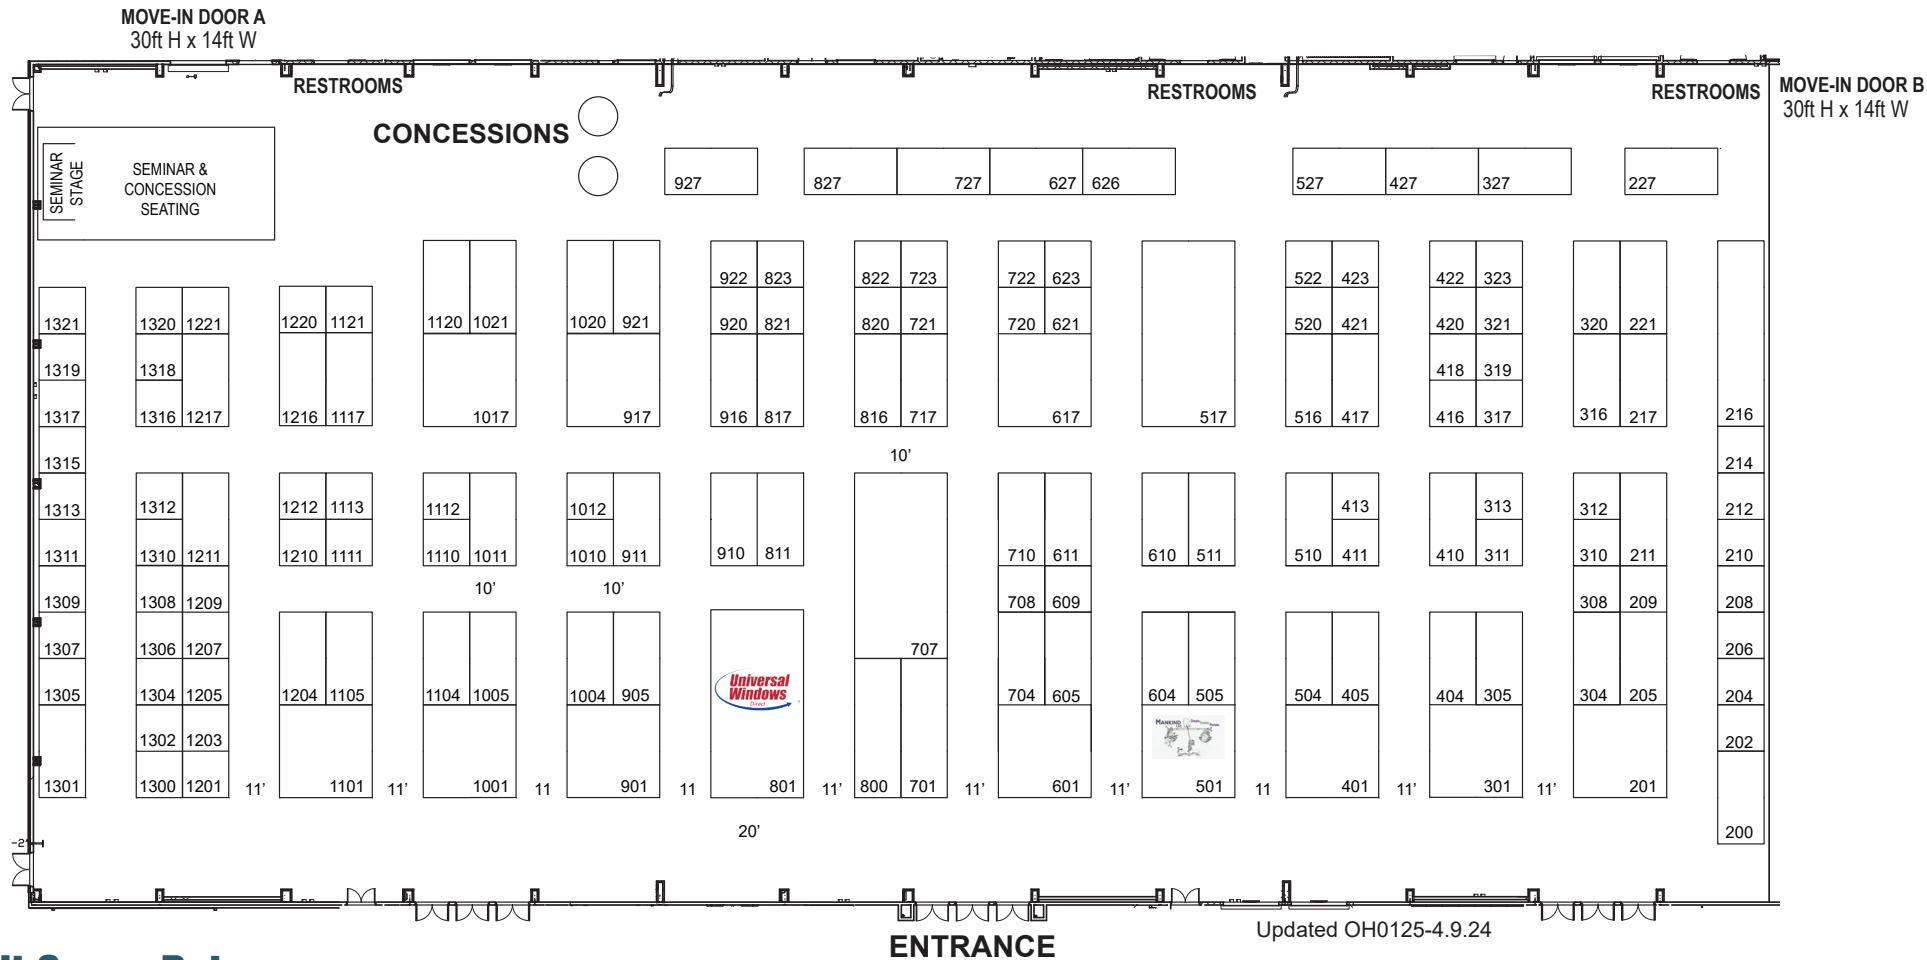 MOVE-IN DOOR A
30ft H x 14ft W
RESTROOMS
RESTROOMS
RESTROOMS
MOVE-IN DOOR B
30ft H x 14ft W
CONCESSIONS
SEMINAR
STAGE
SEMINAR &
CONCESSION
SEATING
927 827 727 627 626 527 427 327 227
922 823 822 723 722 623 522 423 422 323
1321 1320 1221 1220 1121 1120 1021 1020 921 920 821 820 721 720 621 520 421 420 321 320 221
1319 1318 418 319
1317 1316 1217 1216 1117 1017 917 916 817 816 717 617 517 516 417 416 317 316 217 216
1315 10' 214
1313 1312 1212 1113 1112 1012 413 313 312 212
1311 1310 1211 1210 1111 1110 1011 1010 911 910 811 710 611 610 511 510 411 410 311 310 211 210
10' 10'
1309 1308 1209 708 609 308 209 208
1307 1306 1207 707 206
Universal
Windows
Direct
1305 1304 1205 1204 1105 1104 1005 1004 905 704 605 604 505 504 405 404 305 304 205 204
MANKIND
1302 1203 202
1301 1300 1201 11' 1101 11' 1001 11 901 11 801 11' 800 701 11' 601 11' 501 11 401 11' 301 11' 201
20' 200
-2'
ENTRANCE
Updated OH0125-4.9.24